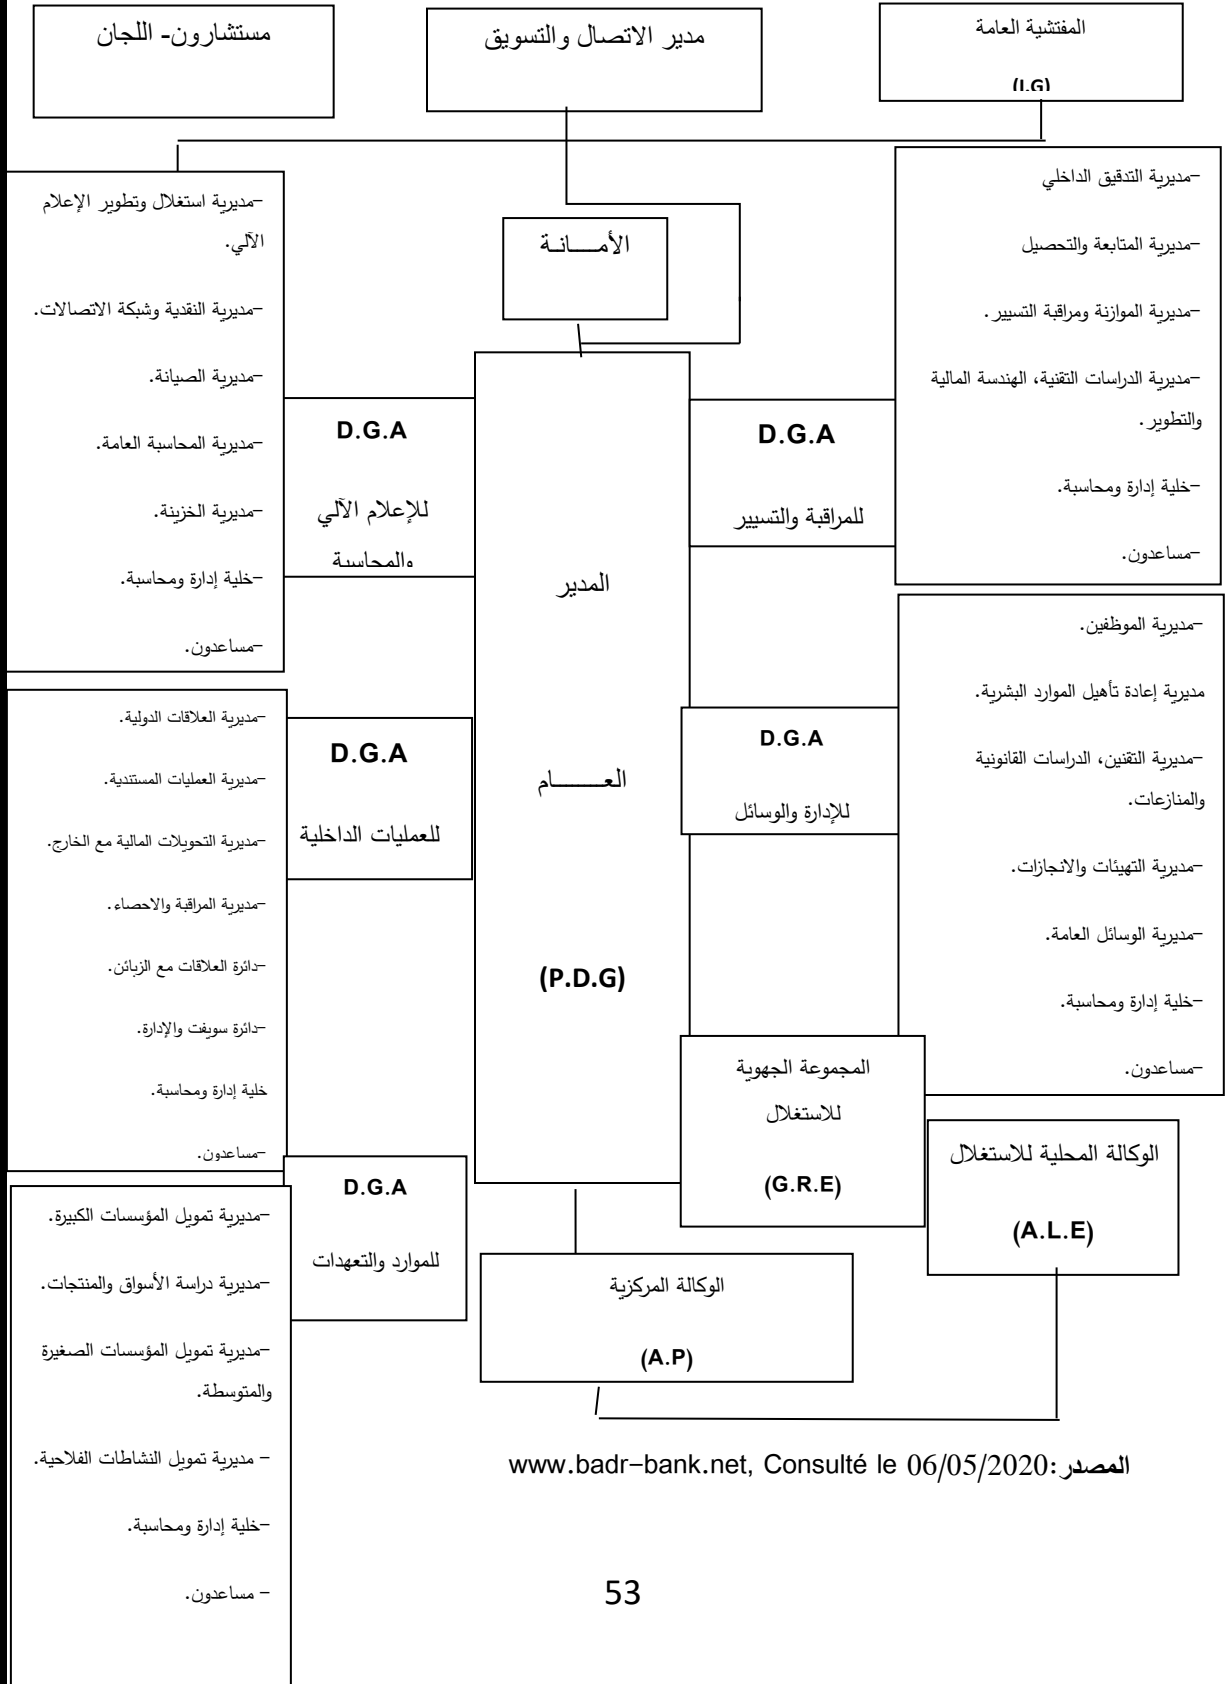 المفتشية العامة
(I.G)
مدير الاتصال والتسويق
مستشارون- اللجان
-مديرية التدقيق الداخلي
-مديرية المتابعة والتحصيل
-مديرية الموازنة ومراقبة التسيير.
-مديرية الدراسات التقنية، الهندسة المالية
والتطوير.
-خلية إدارة ومحاسبة.
-مساعدون.
الأمــــانـة
-مديرية استغلال وتطوير الإعلام
الآلي.
-مديرية النقدية وشبكة الاتصالات.
-مديرية الصيانة.
-مديرية المحاسبة العامة.
-مديرية الخزينة.
-خلية إدارة ومحاسبة.
-مساعدون.
D.G.A
للمراقبة والتسيير
D.G.A
للإعلام الآلي
والمحاسبة
المدير
العـــــــام
(P.D.G)
-مديرية الموظفين.
مديرية إعادة تأهيل الموارد البشرية.
-مديرية التقنين، الدراسات القانونية
والمنازعات.
-مديرية التهيئات والانجازات.
-مديرية الوسائل العامة.
-خلية إدارة ومحاسبة.
-مساعدون.
D.G.A
للإدارة والوسائل
D.G.A
للعمليات الداخلية
-مديرية العلاقات الدولية.
-مديرية العمليات المستندية.
-مديرية التحويلات المالية مع الخارج.
-مديرية المراقبة والاحصاء.
-دائرة العلاقات مع الزبائن.
-دائرة سويفت والإدارة.
خلية إدارة ومحاسبة.
-مساعدون.
المجموعة الجهوية
للاستغلال
(G.R.E)
الوكالة المحلية للاستغلال
(A.L.E)
D.G.A
للموارد والتعهدات
الوكالة المركزية
(A.P)
-مديرية تمويل المؤسسات الكبيرة.
-مديرية دراسة الأسواق والمنتجات.
-مديرية تمويل المؤسسات الصغيرة
والمتوسطة.
- مديرية تمويل النشاطات الفلاحية.
-خلية إدارة ومحاسبة.
- مساعدون.
المصدر:www.badr-bank.net, Consulté le 06/05/2020
53